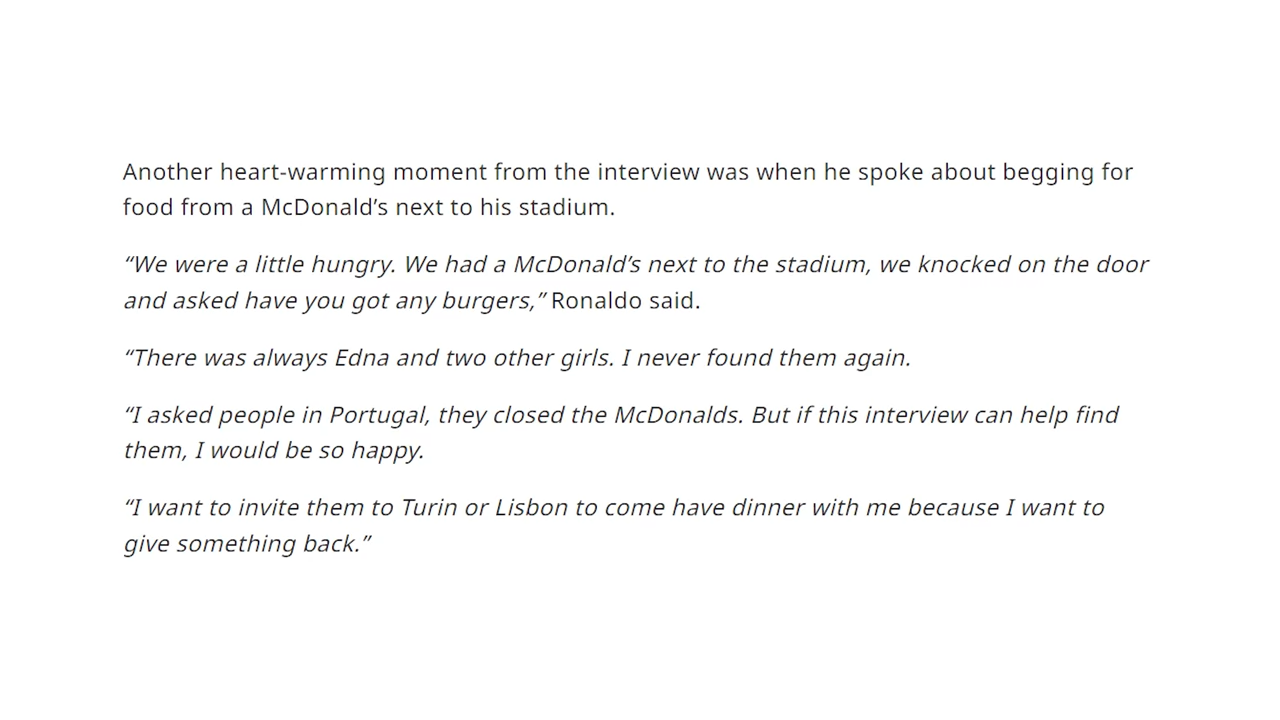 Another heart-warming moment from the interview was when he spoke about begging for
food from a McDonald’s next to his stadium.
“We were a little hungry. We had a McDonald’s next to the stadium, we knocked on the door
and asked have you got any burgers,” Ronaldo said.
“There was always Edna and two other girls. I never found them again.
“I asked people in Portugal, they closed the McDonalds. But if this interview can help find
them, I would be so happy.
“I want to invite them to Turin or Lisbon to come have dinner with me because I want to
give something back.”